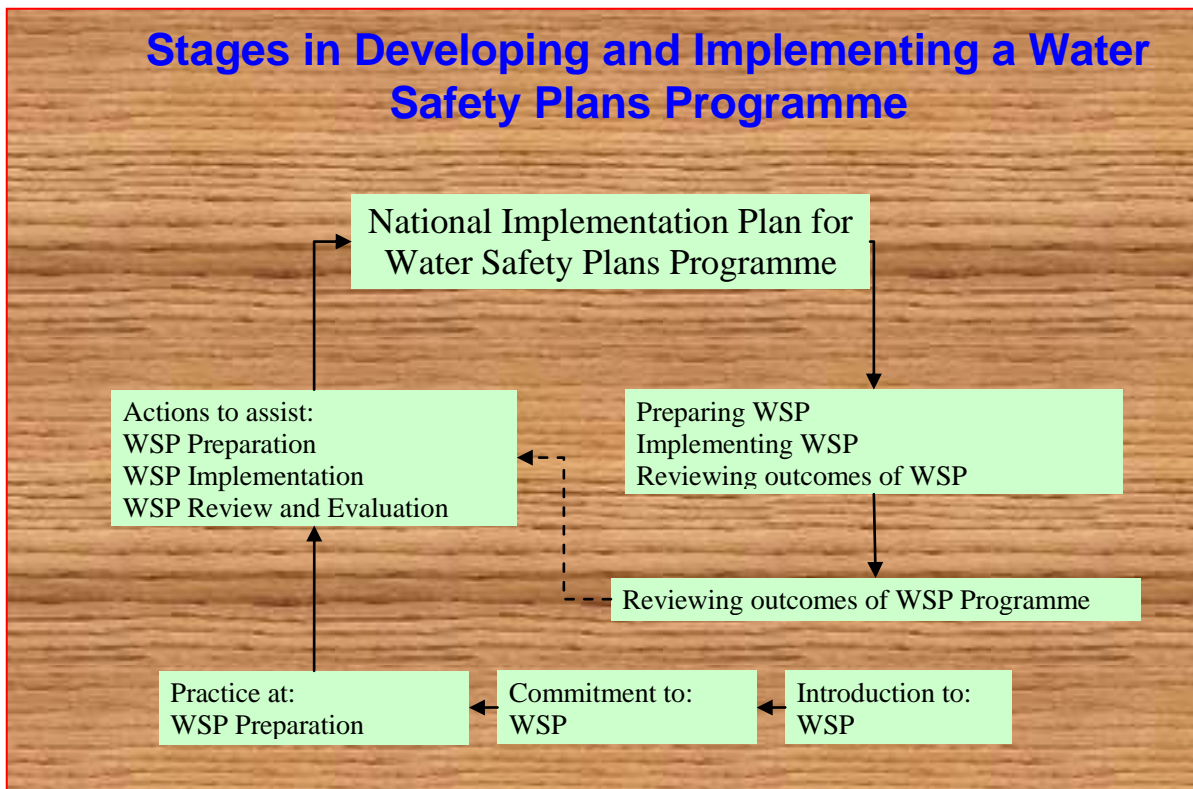 Stages in Developing and Implementing a Water
Safety Plans Programme
National Implementation Plan for
Water Safety Plans Programme
Actions to assist:
WSP Preparation
WSP Implementation
WSP Review and Evaluation
Preparing WSP
Implementing WSP
Reviewing outcomes of WSP
Reviewing outcomes of WSP Programme
Practice at:
WSP Preparation
Commitment to:
WSP
Introduction to:
WSP